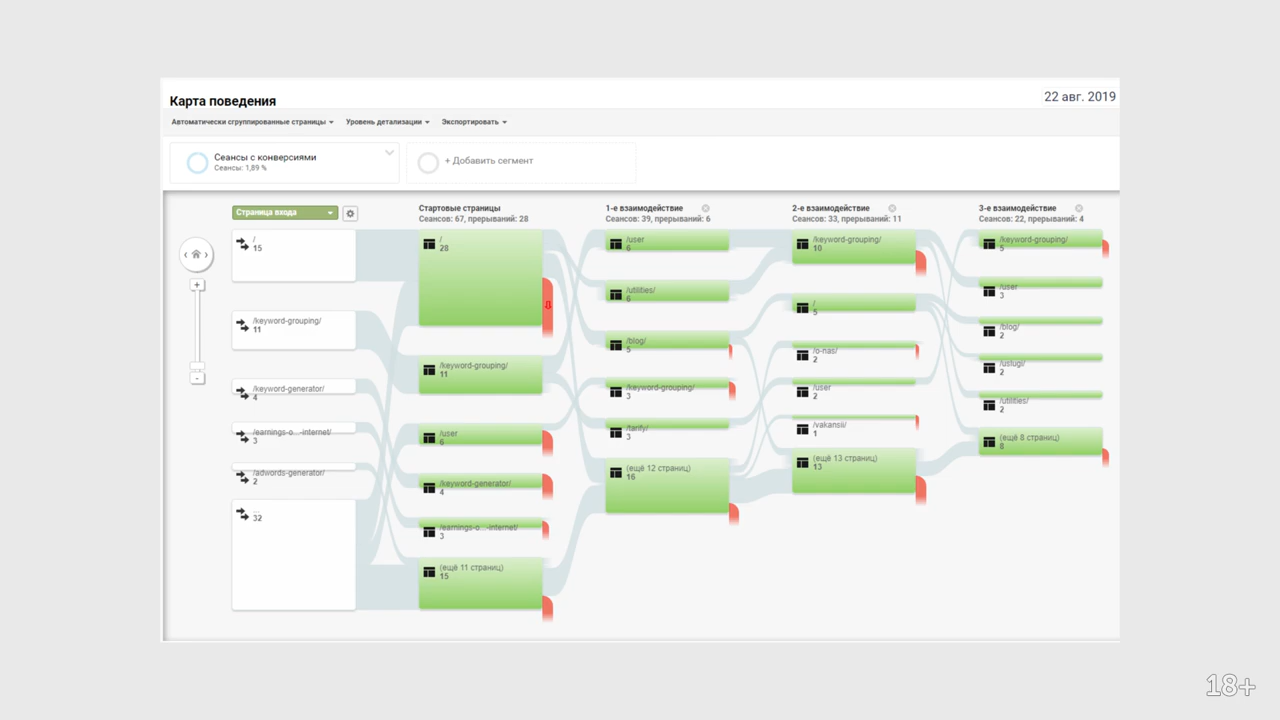 Карта поведения
22 авг. 2019
Автоматически сгруппированные страницы
Уровень детализации
Экспортировать
Сеансы с конверсиями
Сеансы: 1,89 %
+ Добавить сегмент
Страница входа
/
15
/keyword-grouping/
11
/keyword-generator/
4
/earnings-o...-internet/
3
/adwords-generator/
2
...
32
Стартовые страницы
Сеансов: 67, прерываний: 28
/
28
/keyword-grouping/
11
/user
6
/keyword-generator/
4
/earnings-o...-internet/
3
(ещё 11 страниц)
15
1-е взаимодействие
Сеансов: 39, прерываний: 6
/user
6
/utilities/
6
/blog/
5
/keyword-grouping/
3
/tarify/
3
(ещё 12 страниц)
16
2-е взаимодействие
Сеансов: 33, прерываний: 11
/keyword-grouping/
10
/
5
/o-nas/
2
/user
2
/vakansii/
1
(ещё 13 страниц)
13
3-е взаимодействие
Сеансов: 22, прерываний: 4
/keyword-grouping/
5
/user
3
/blog/
2
/uslugi/
2
/utilities/
2
(ещё 8 страниц)
8
+
-
18+